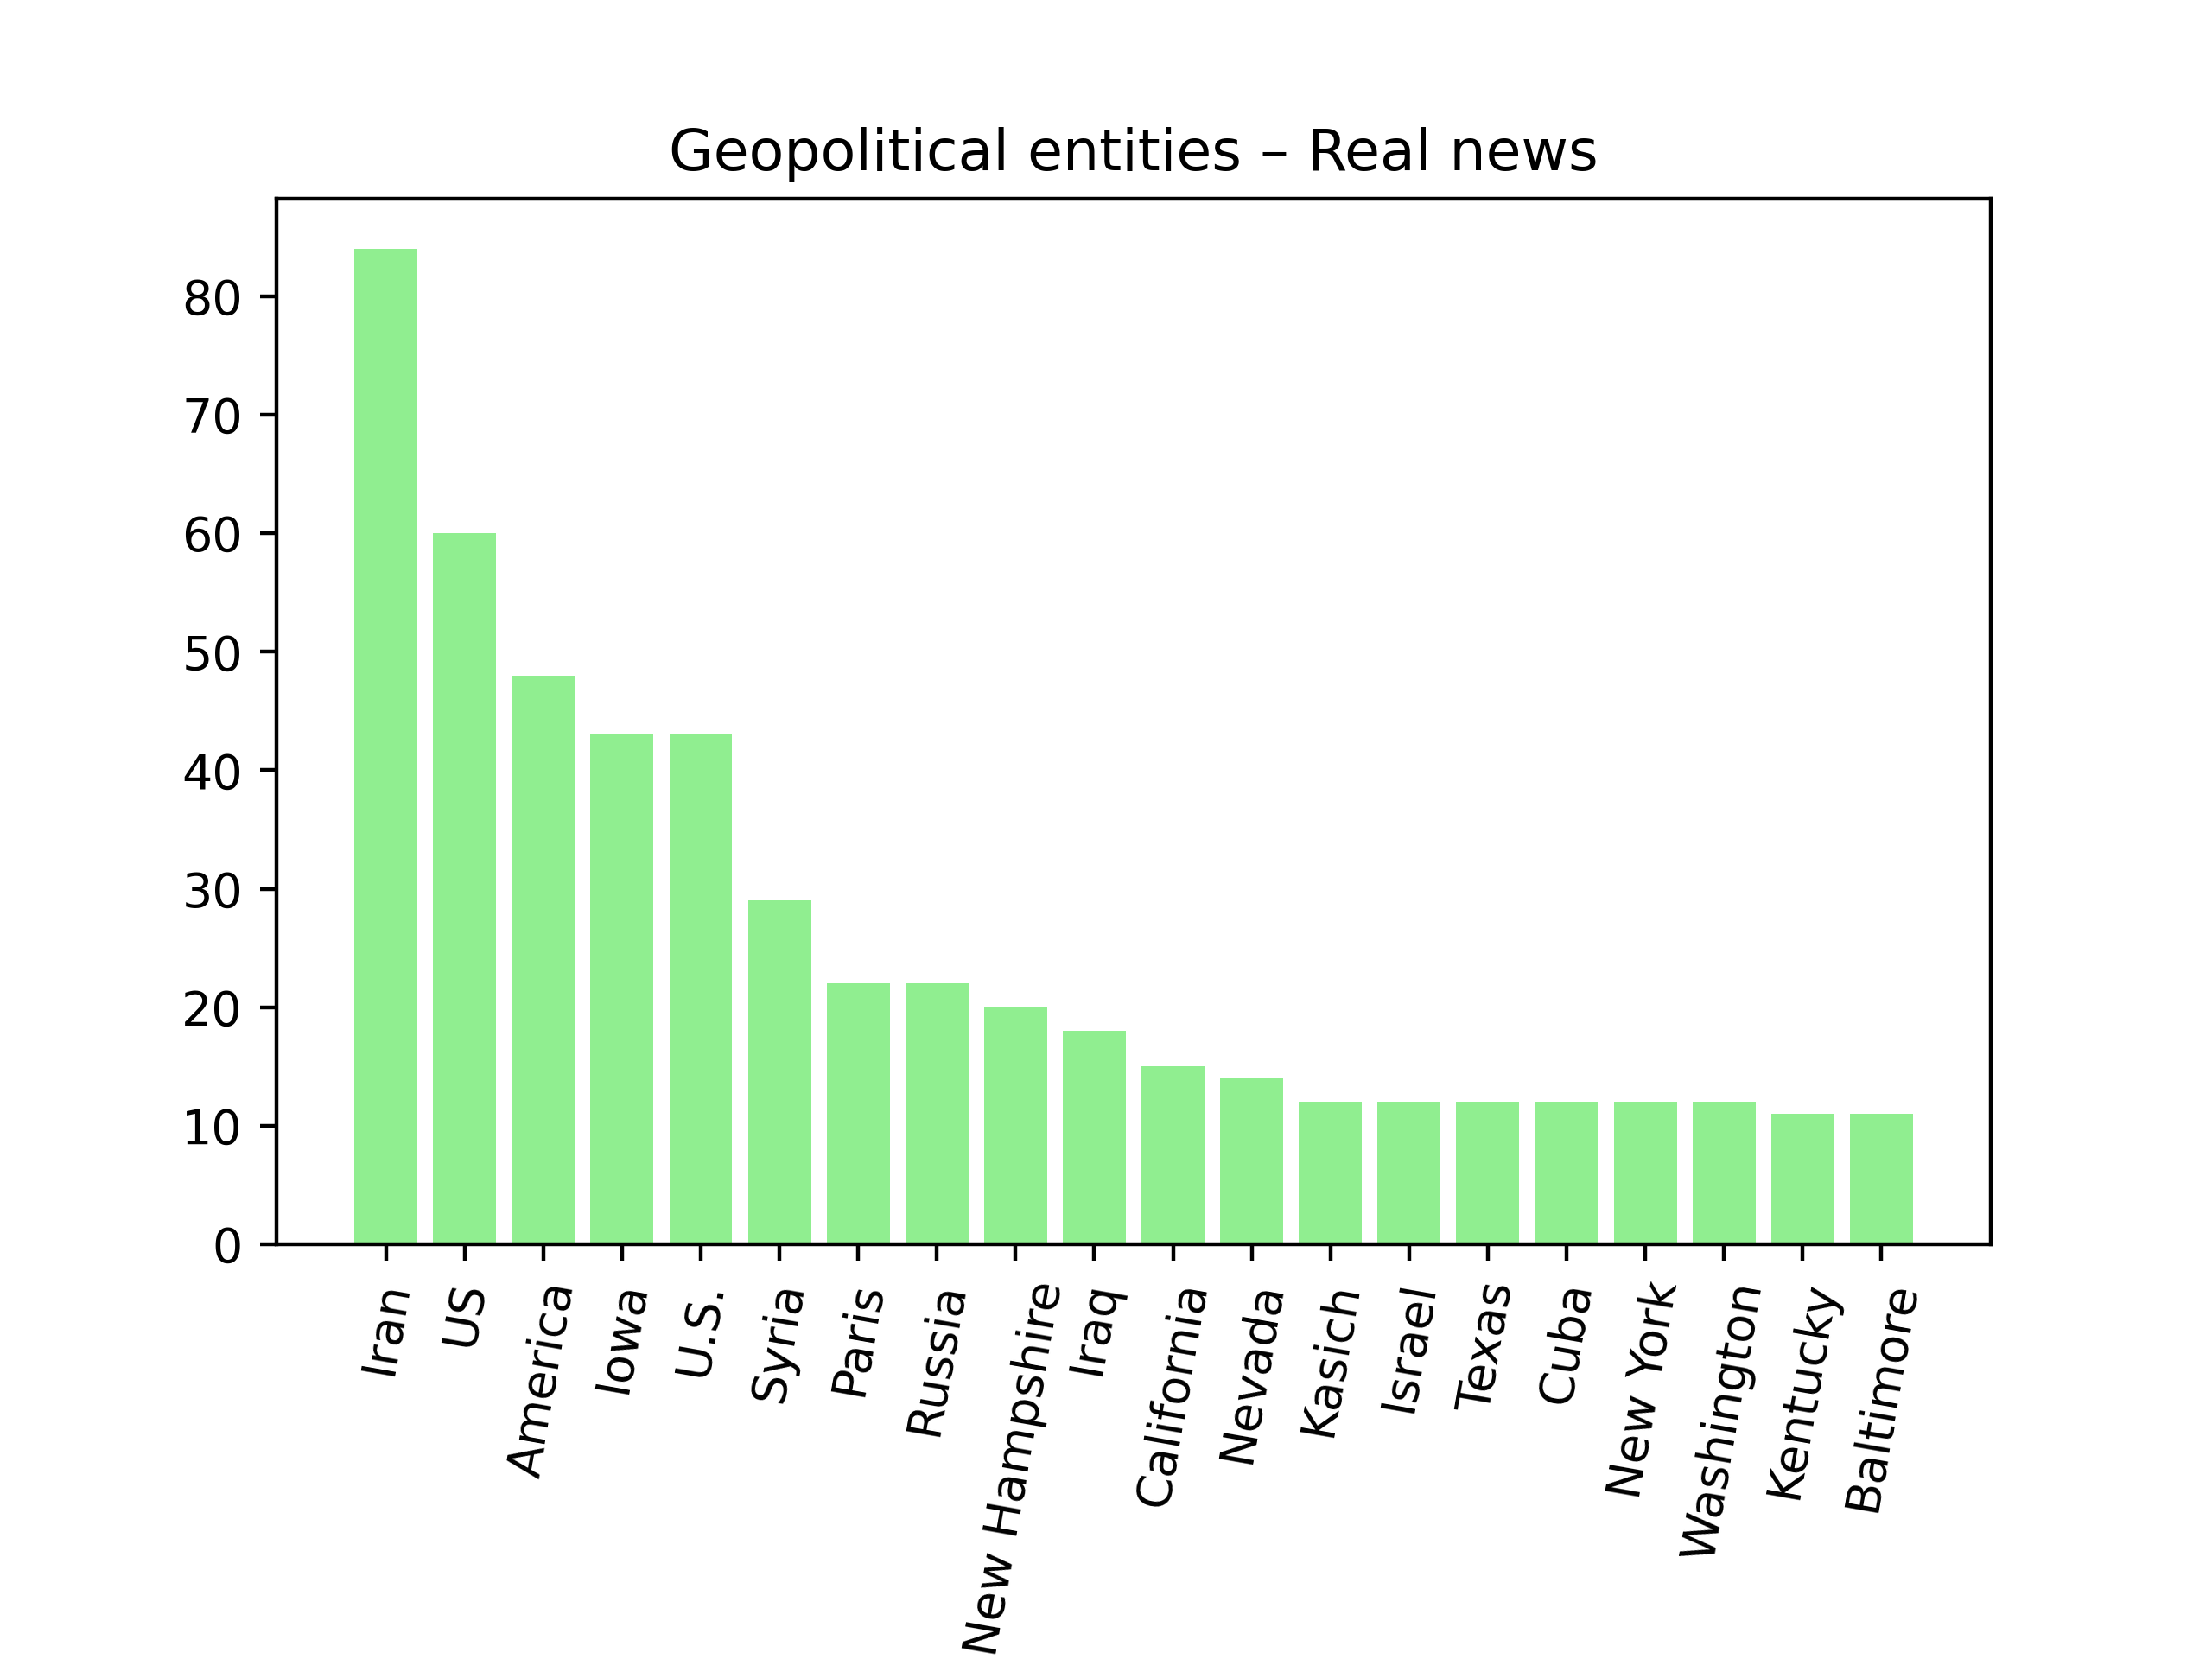 Geopolitical entities – Real news
80
70
60
50
40
30
20
10
0
Iran
US
America
Iowa
U.S.
Syria
Paris
Russia
New Hampshire
Iraq
California
Nevada
Kasich
Israel
Texas
Cuba
New York
Washington
Kentucky
Baltimore